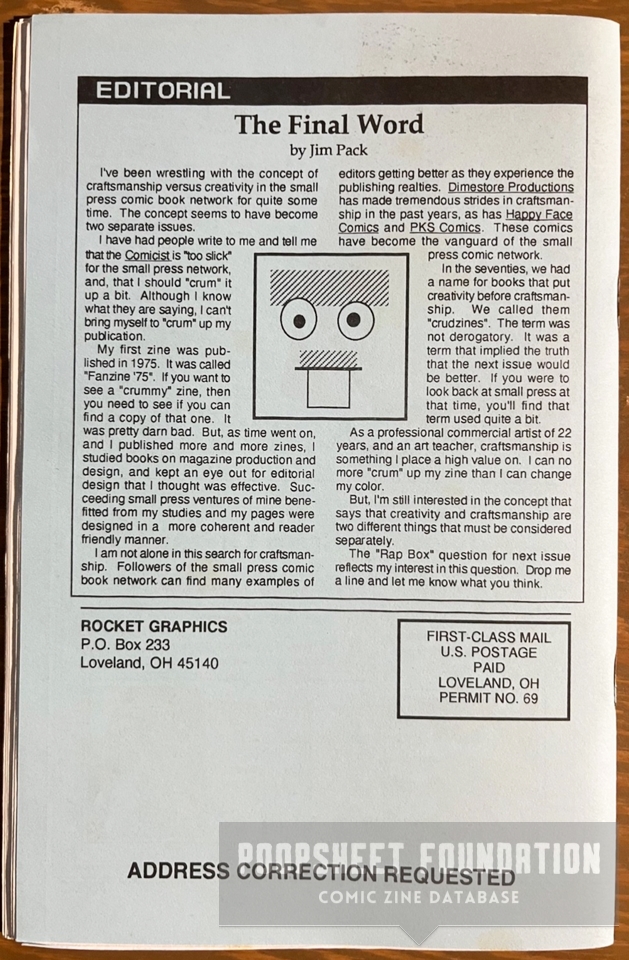 EDITORIAL
The Final Word
by Jim Pack
I've been wrestling with the concept of
craftsmanship versus creativity in the small
press comic book network for quite some
time. The concept seems to have become
two separate issues.
I have had people write to me and tell me
that the Comicist is "too slick"
for the small press network,
and, that I should "crum" it
up a bit. Although I know
what they are saying, I can't
bring myself to "crum" up my
publication.
My first zine was pub-
lished in 1975. It was called
"Fanzine '75". If you want to
see a "crummy" zine, then
you need to see if you can
find a copy of that one. It
was pretty darn bad. But, as time went on,
and I published more and more zines, I
studied books on magazine production and
design, and kept an eye out for editorial
design that I thought was effective. Suc-
ceeding small press ventures of mine bene-
fitted from my studies and my pages were
designed in a more coherent and reader
friendly manner.
I am not alone in this search for craftsman-
ship. Followers of the small press comic
book network can find many examples of
editors getting better as they experience the
publishing realties. Dimestore Productions
has made tremendous strides in craftsman-
ship in the past years, as has Happy Face
Comics and PKS Comics. These comics
have become the vanguard of the small
press comic network.
In the seventies, we had
a name for books that put
creativity before craftsman-
ship. We called them
"crudzines". The term was
not derogatory. It was a
term that implied the truth
that the next issue would
be better. If you were to
look back at small press at
that time, you'll find that
term used quite a bit.
As a professional commercial artist of 22
years, and an art teacher, craftsmanship is
something I place a high value on. I can no
more "crum" up my zine than I can change
my color.
But, I'm still interested in the concept that
says that creativity and craftsmanship are
two different things that must be considered
separately.
The "Rap Box" question for next issue
reflects my interest in this question. Drop me
a line and let me know what you think.
ROCKET GRAPHICS
P.O. Box 233
Loveland, OH 45140
FIRST-CLASS MAIL
U.S. POSTAGE
PAID
LOVELAND, OH
PERMIT NO. 69
ADDRESS CORRECTION REQUESTED
POOPSHEET FOUNDATION
COMIC ZINE DATABASE